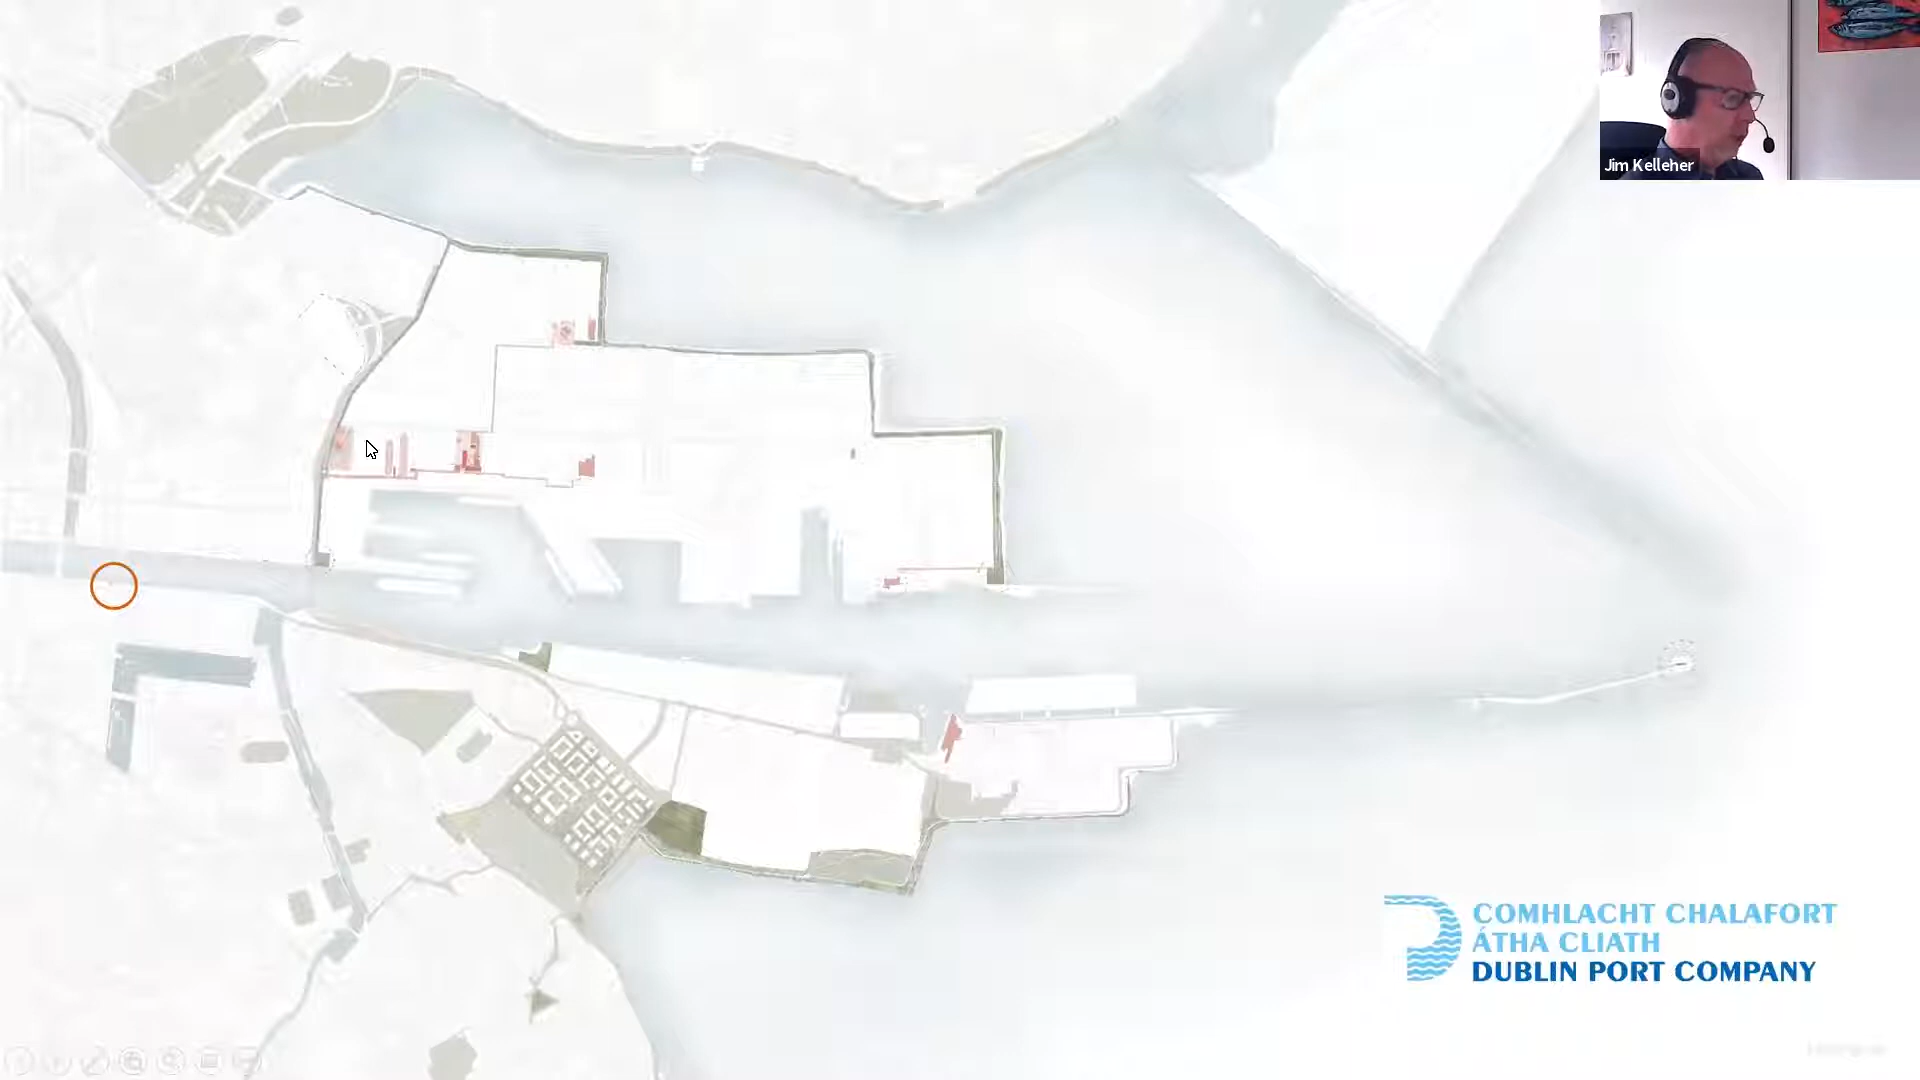 Jim Kelleher
COMHLACHT CHALAFORT
ÁTHA CLIATH
DUBLIN PORT COMPANY